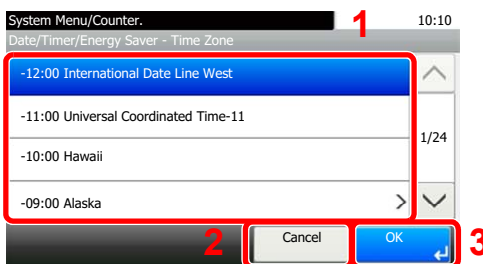 System Menu/Counter.
1
10:10
Date/Timer/Energy Saver - Time Zone
-12:00 International Date Line West
-11:00 Universal Coordinated Time-11
1/24
-10:00 Hawaii
-09:00 Alaska
2
Cancel
OK
3